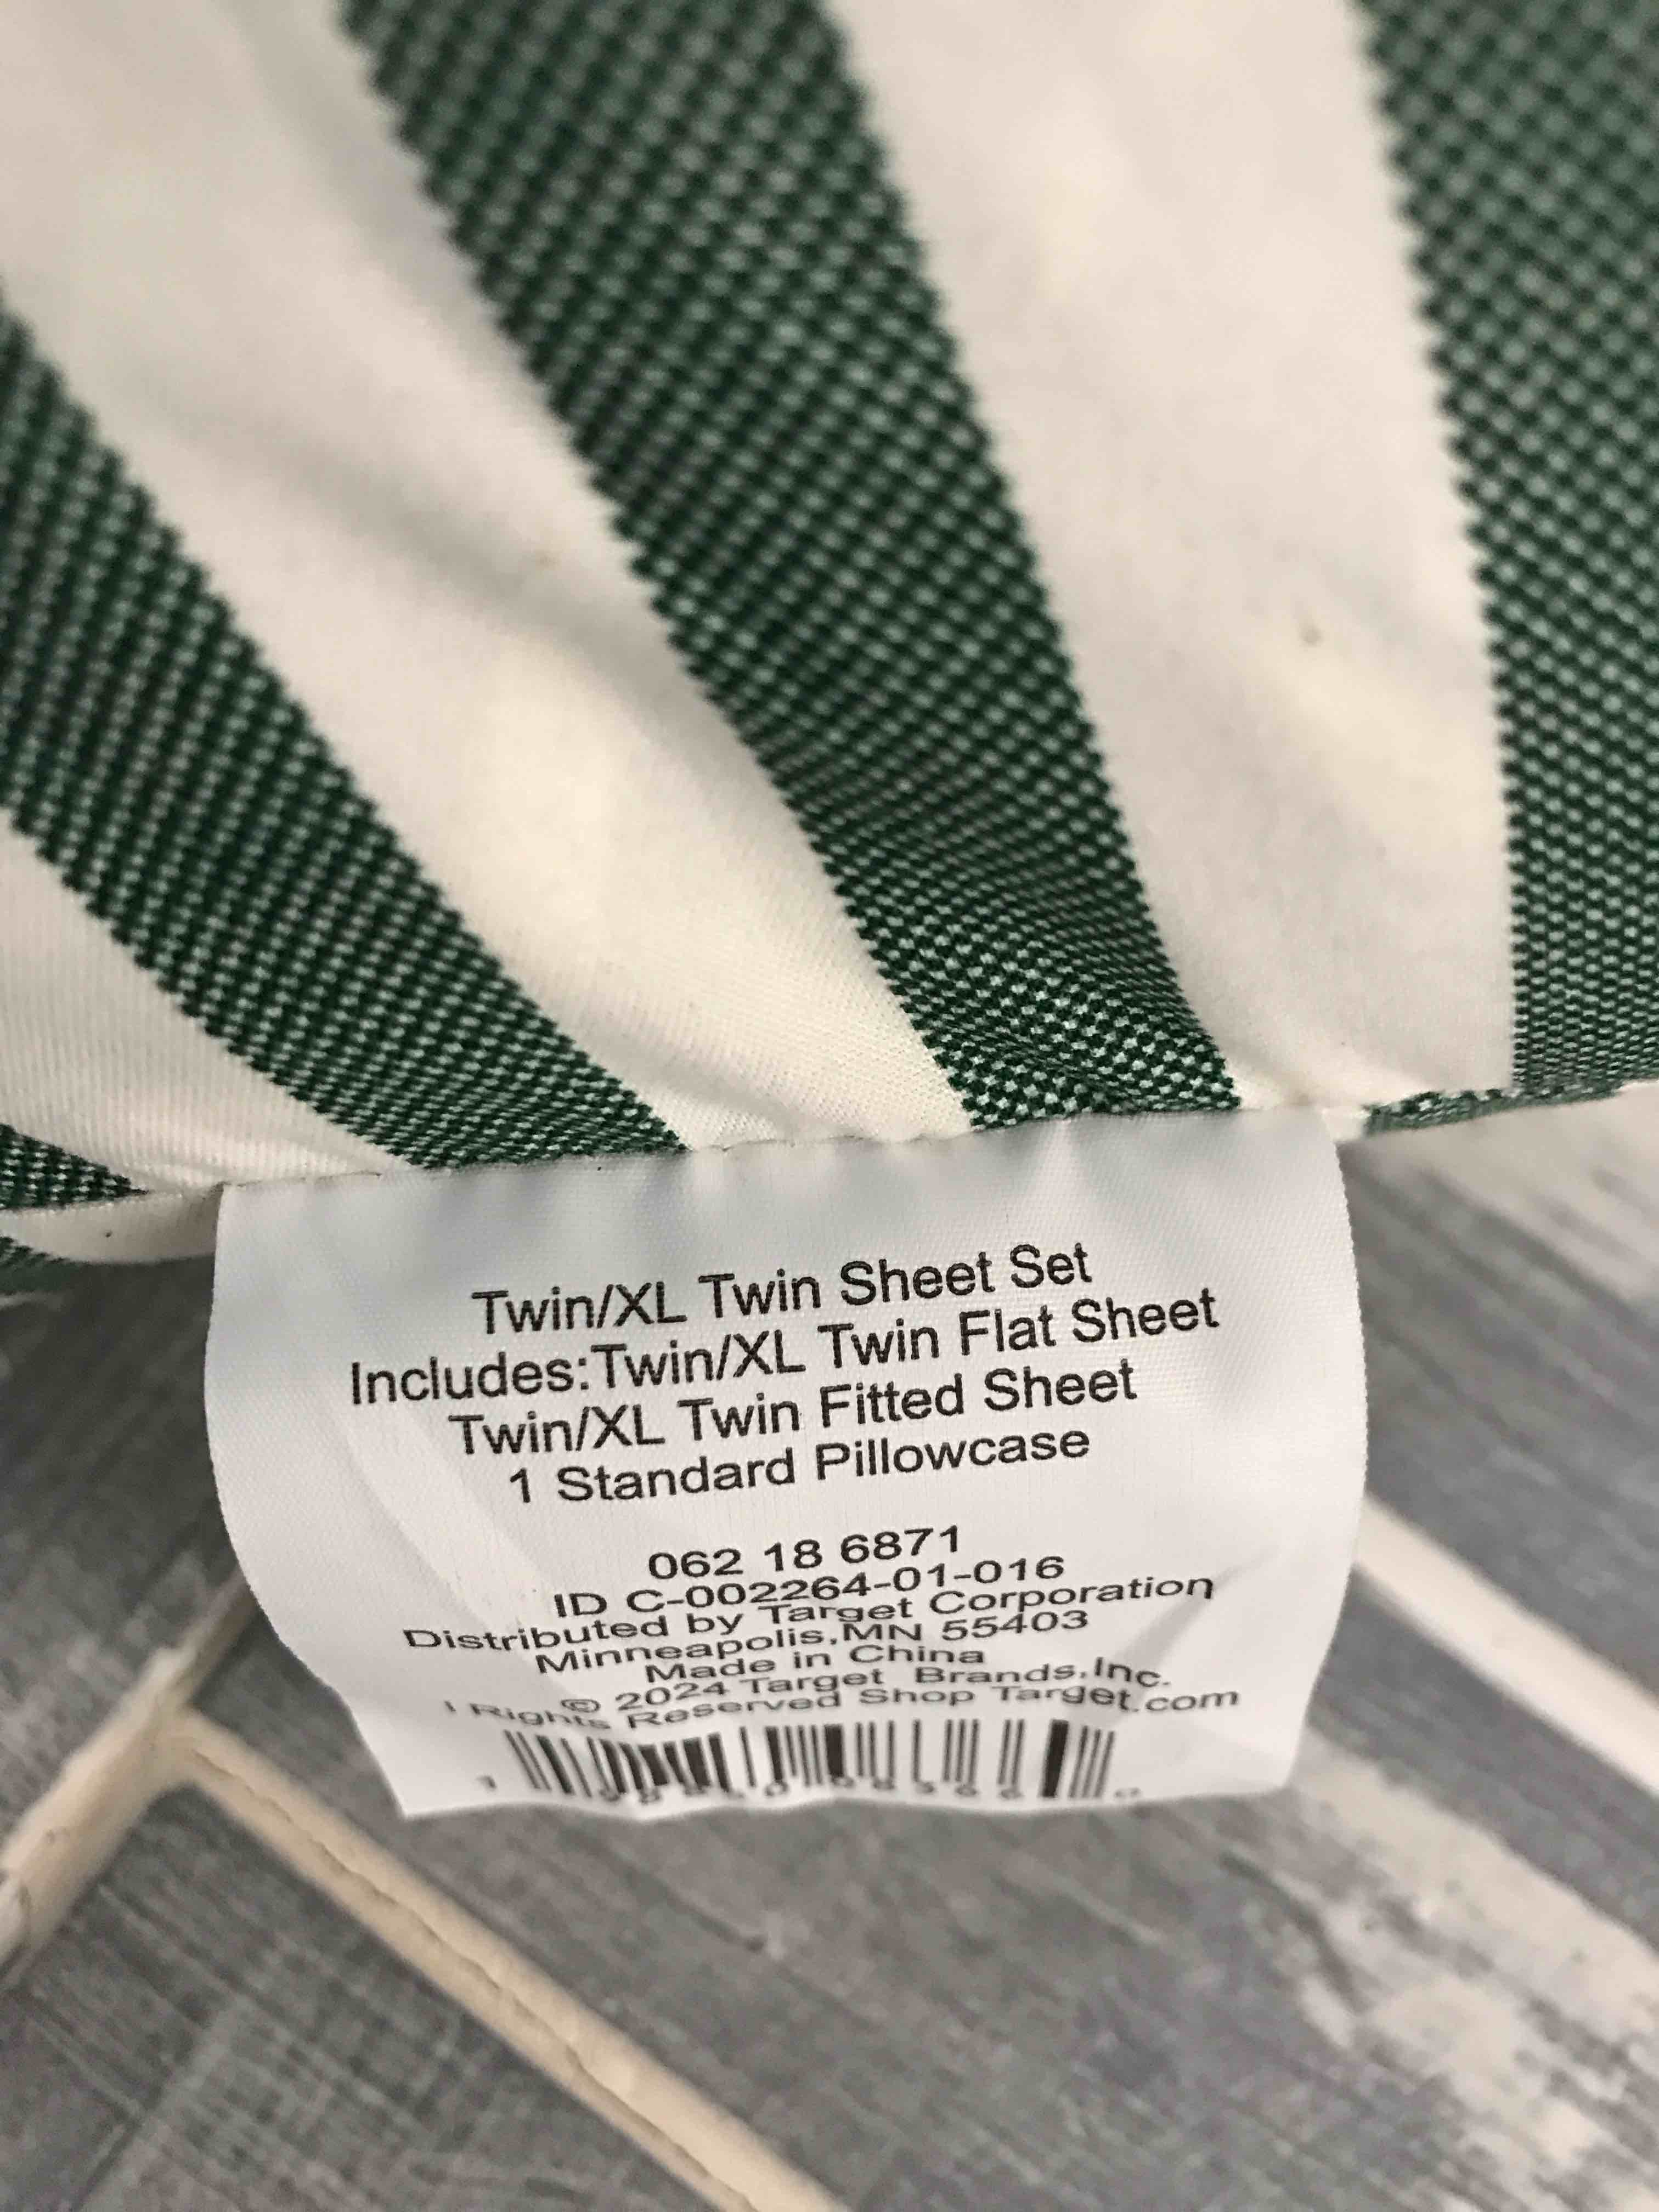 Twin/XL Twin Sheet Set
Includes:Twin/XL Twin Flat Sheet
Twin/XL Twin Fitted Sheet
1 Standard Pillowcase
062 18 6871
ID C-002264-01-016
Distributed by Target Corporation
Minneapolis,MN 55403
Made in China
© 2024 Target Brands,Inc.
l Rights Reserved Shop Target.com